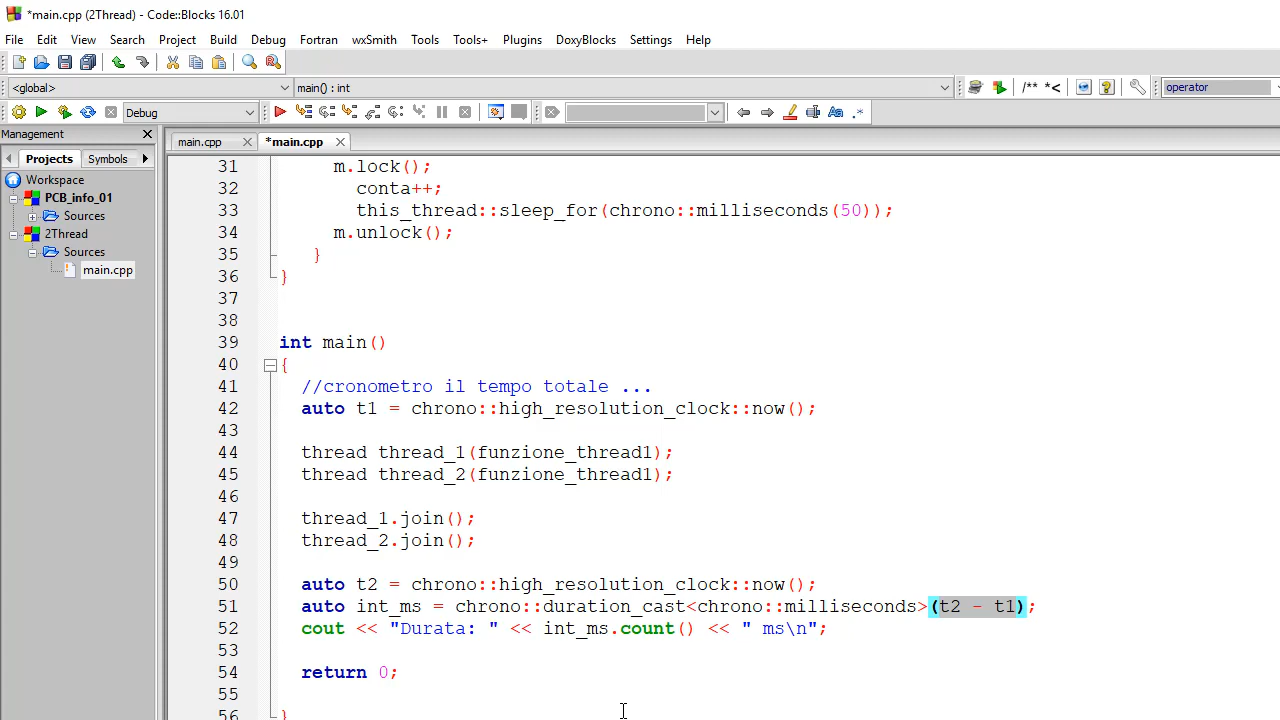 *main.cpp (2Thread) - Code::Blocks 16.01
File Edit View Search Project Build Debug Fortran wxSmith Tools Tools+ Plugins DoxyBlocks Settings Help
<global> main() : int /** *< operator
Debug
Management
main.cpp *main.cpp
Projects Symbols
Workspace
PCB_info_01
Sources
2Thread
Sources
main.cpp
31 m.lock();
32 conta++;
33 this_thread::sleep_for(chrono::milliseconds(50));
34 m.unlock();
35 }
36 }
37
38
39 int main()
40 {
41 //cronometro il tempo totale ...
42 auto t1 = chrono::high_resolution_clock::now();
43
44 thread thread_1(funzione_thread1);
45 thread thread_2(funzione_thread1);
46
47 thread_1.join();
48 thread_2.join();
49
50 auto t2 = chrono::high_resolution_clock::now();
51 auto int_ms = chrono::duration_cast<chrono::milliseconds>(t2 - t1);
52 cout << "Durata: " << int_ms.count() << " ms\n";
53
54 return 0;
55
56 }